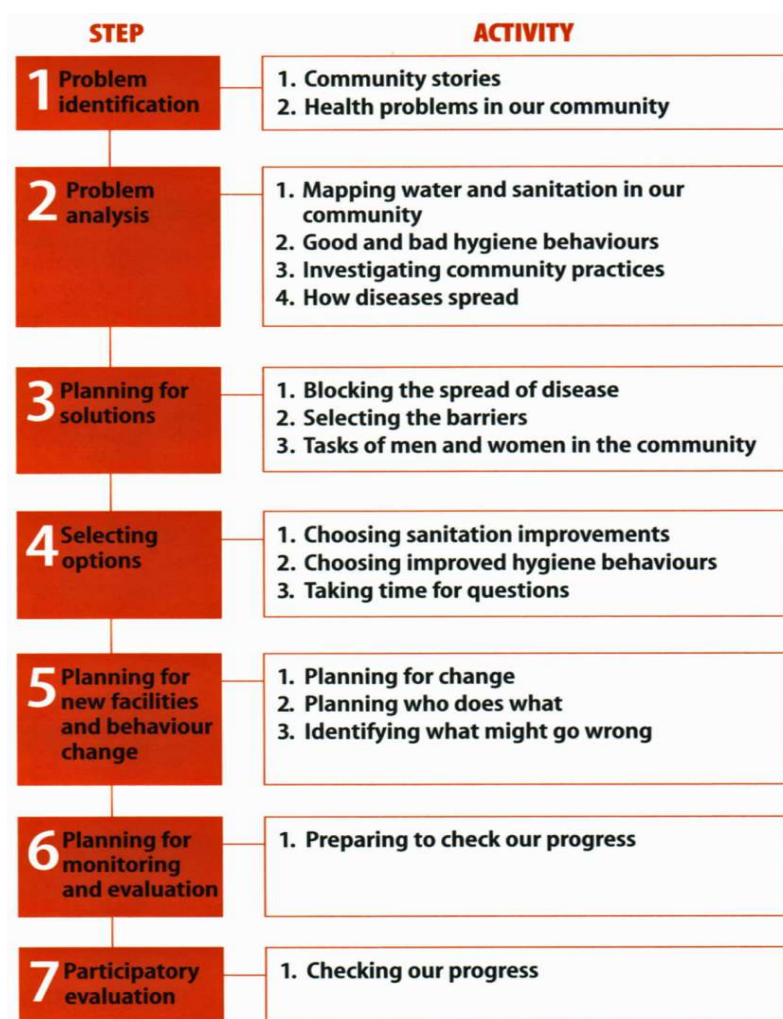 STEP
ACTIVITY
1 Problem
identification
1. Community stories
2. Health problems in our community
2 Problem
analysis
1. Mapping water and sanitation in our
community
2. Good and bad hygiene behaviours
3. Investigating community practices
4. How diseases spread
3 Planning for
solutions
1. Blocking the spread of disease
2. Selecting the barriers
3. Tasks of men and women in the community
4 Selecting
options
1. Choosing sanitation improvements
2. Choosing improved hygiene behaviours
3. Taking time for questions
5 Planning for
new facilities
and behaviour
change
1. Planning for change
2. Planning who does what
3. Identifying what might go wrong
6 Planning for
monitoring
and evaluation
1. Preparing to check our progress
7 Participatory
evaluation
1. Checking our progress